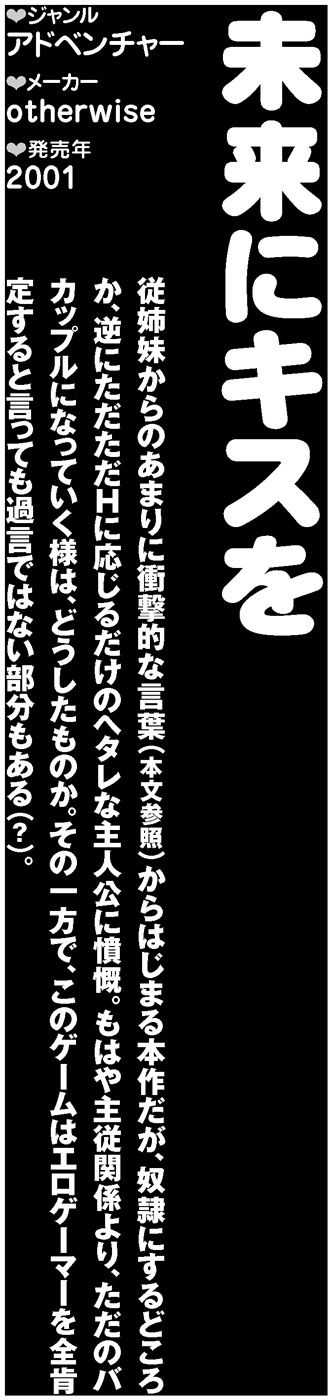 未来にキスを
❤ジャンル
アドベンチャー
❤メーカー
otherwise
❤発売年
2001
従姉妹からのあまりに衝撃的な言葉（本文参照）からはじまる本作だが、奴隷にするどころ
か、逆にただただHに応じるだけのヘタレな主人公に憤慨。もはや主従関係より、ただのバ
カップルになっていく様は、どうしたものか。その一方で、このゲームはエロゲーマーを全肯
定すると言っても過言ではない部分もある（?）。